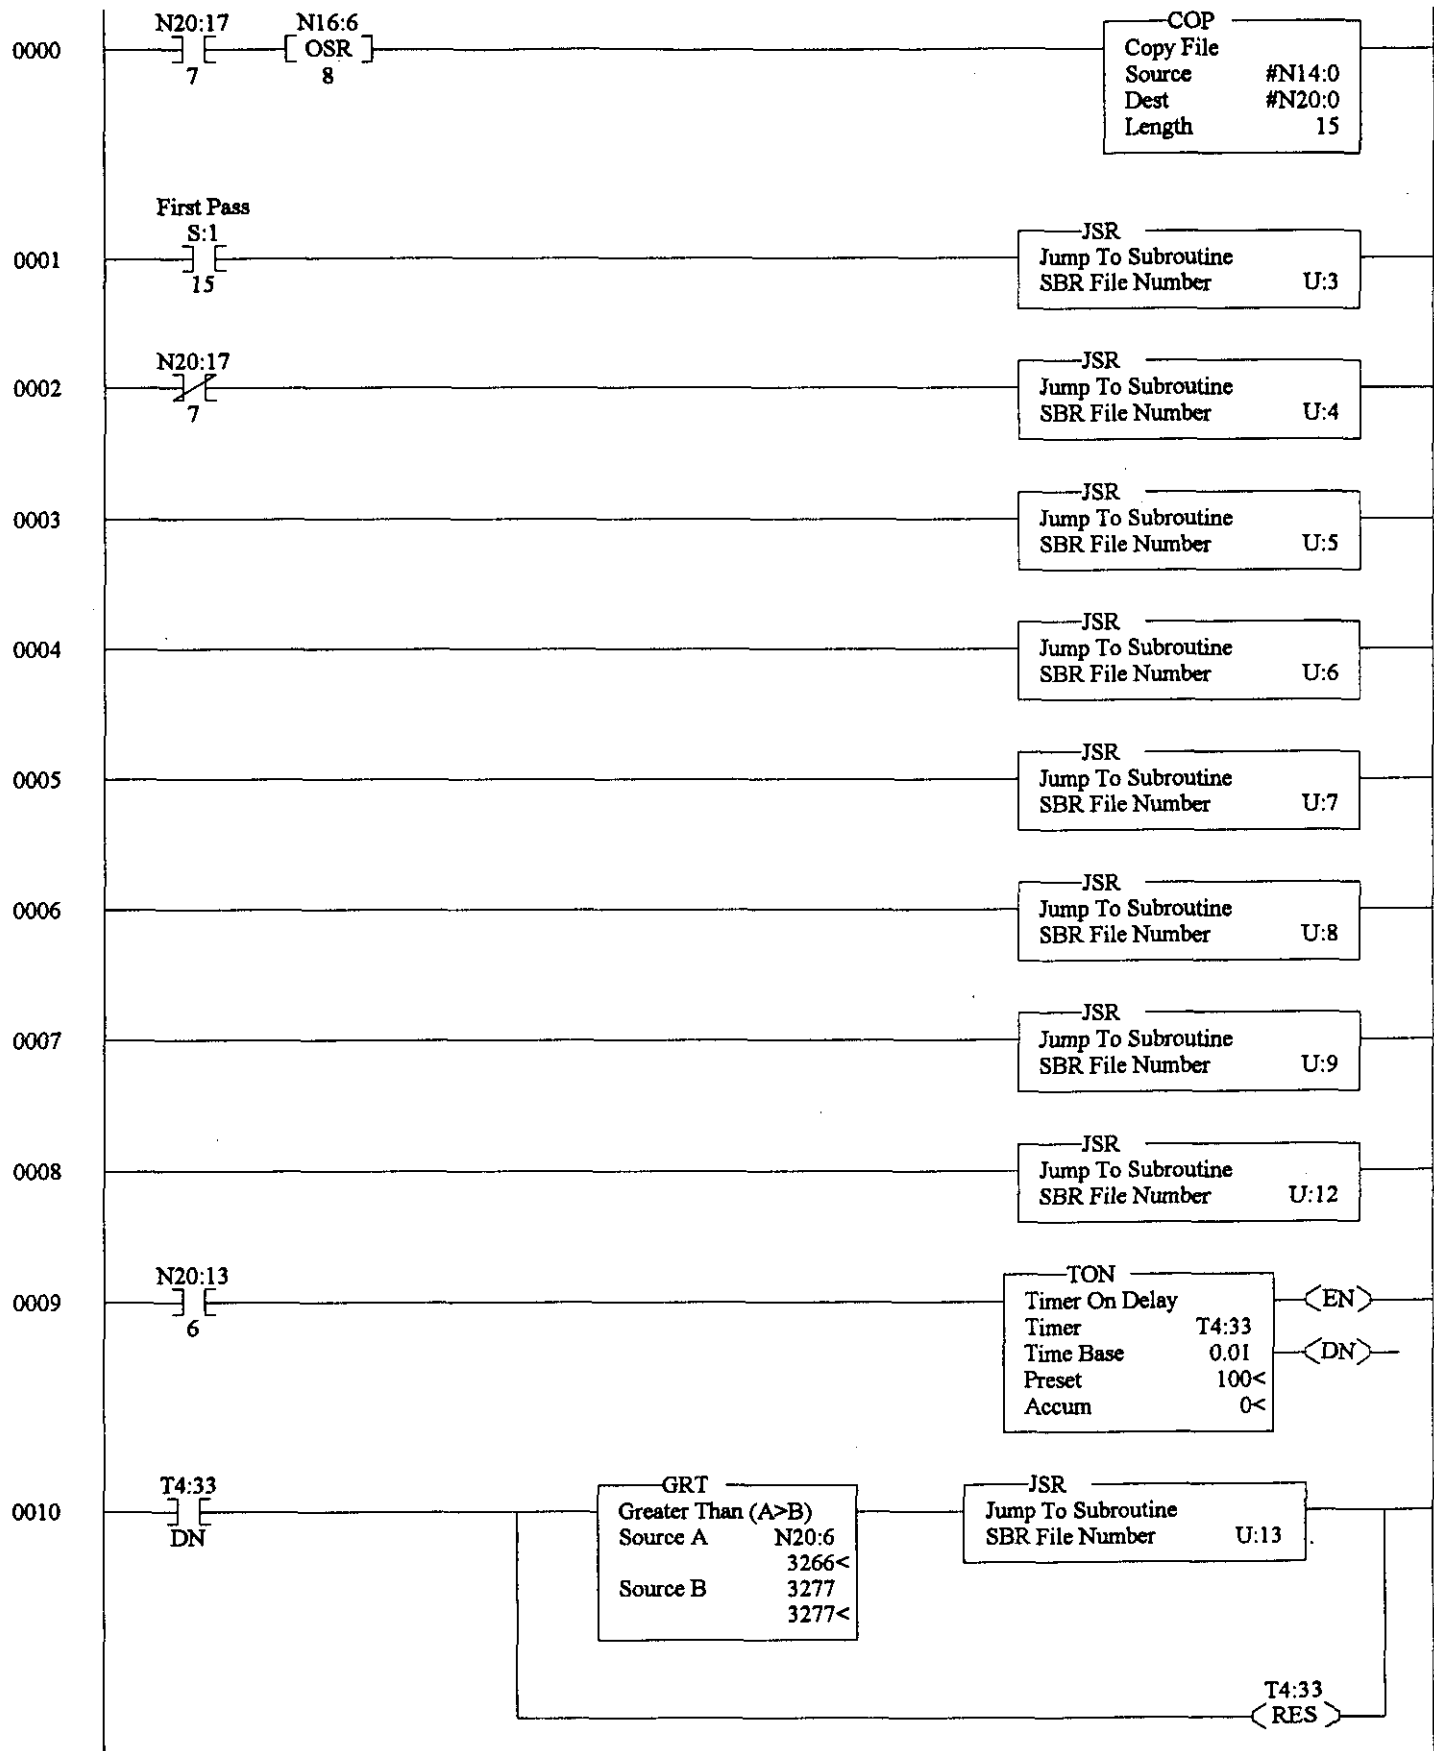 N20:17 N16:6 COP
0000 OSR Copy File
7 8 Source #N14:0
Dest #N20:0
Length 15
First Pass
S:1 JSR
0001 Jump To Subroutine
15 SBR File Number U:3
N20:17 JSR
0002 Jump To Subroutine
7 SBR File Number U:4
JSR
0003 Jump To Subroutine
SBR File Number U:5
JSR
0004 Jump To Subroutine
SBR File Number U:6
JSR
0005 Jump To Subroutine
SBR File Number U:7
JSR
0006 Jump To Subroutine
SBR File Number U:8
JSR
0007 Jump To Subroutine
SBR File Number U:9
JSR
0008 Jump To Subroutine
SBR File Number U:12
N20:13 TON
0009 Timer On Delay EN
6 Timer T4:33
Time Base 0.01 DN
Preset 100<
Accum 0<
T4:33 GRT JSR
0010 Greater Than (A>B) Jump To Subroutine
DN Source A N20:6 SBR File Number U:13
3266<
Source B 3277
3277<
T4:33
RES